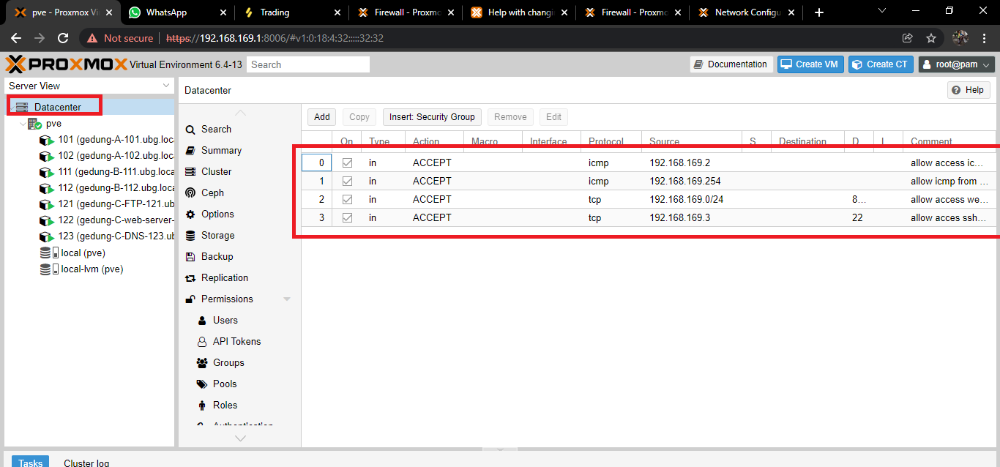 pve - Proxmox Vi WhatsApp Trading Firewall - Proxmo Help with changi Firewall - Proxmo Network Configu
Not secure https://192.168.169.1:8006/#v1:0:18:4:32:::::32:32
PROXMOX Virtual Environment 6.4-13 Search Documentation Create VM Create CT root@pam
Server View
Datacenter
pve
101 (gedung-A-101.ubg.loca
102 (gedung-A-102.ubg.loca
111 (gedung-B-111.ubg.loca
112 (gedung-B-112.ubg.loca
121 (gedung-C-FTP-121.ub
122 (gedung-C-web-server-
123 (gedung-C-DNS-123.ub
local (pve)
local-lvm (pve)
Datacenter Help
Search
Summary
Cluster
Ceph
Options
Storage
Backup
Replication
Permissions
Users
API Tokens
Groups
Pools
Roles
Authentication
Add Copy Insert: Security Group Remove Edit
On Type Action Macro Interface Protocol Source S Destination D. L Comment
0 in ACCEPT icmp 192.168.169.2 allow access ic...
1 in ACCEPT icmp 192.168.169.254 allow icmp from ...
2 in ACCEPT tcp 192.168.169.0/24 8... allow access we...
3 in ACCEPT tcp 192.168.169.3 22 allow acces ssh...
Tasks Cluster log